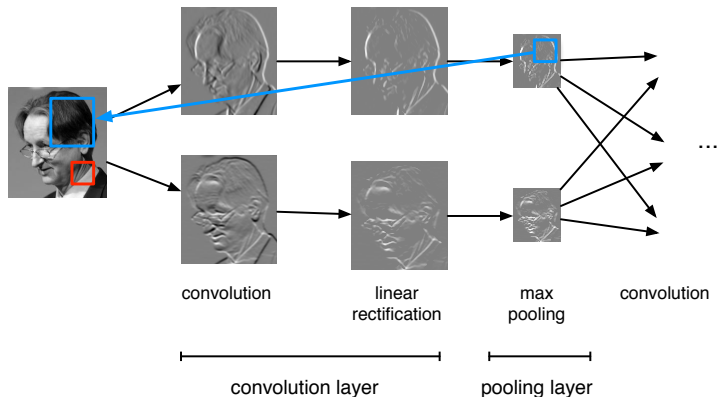 ...
convolution
linear
rectification
max
pooling
convolution
convolution layer
pooling layer